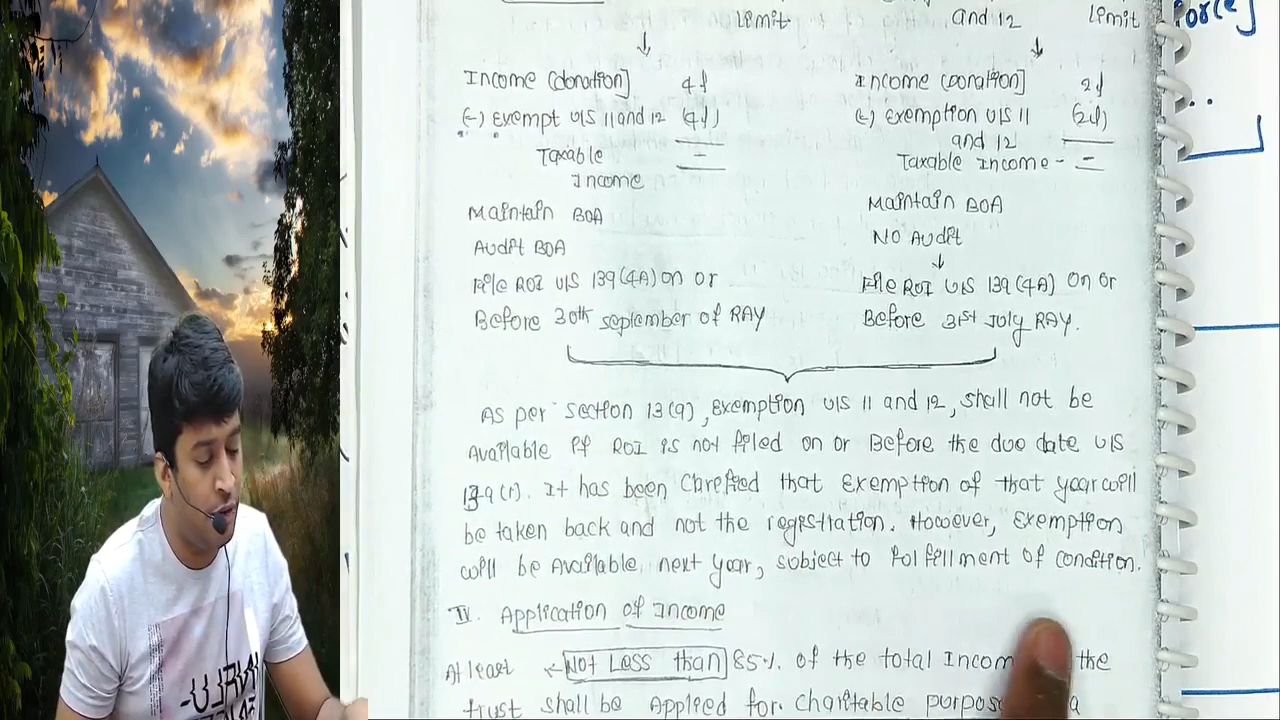 Limit
and 12
Limit
Force]
Income (donation] 4l
(-) Exempt U/S 11 and 12 (4l)
Taxable
Income
Maintain BOA
Audit BOA
File ROI U/S 139(4A) on or
Before 30th september of RAY
Income (Donation] 2l
(-) Exemption U/S 11 (2l)
and 12
Taxable Income -
Maintain BOA
NO Audit
File ROI U/S 139(4A) on or
Before 31st July RAY.
As per section 13(9), Exemption U/S 11 and 12, shall not be
Available if ROI is not filed on or Before the due date U/S
139(1). It has been Clarefied that Exemption of that year will
be taken back and not the registration. However, Exemption
will be Available next year, subject to fulfillment of condition.
IV. Application of Income
At least Not Less than 85% of the total Incom the
trust shall be Applied for charitable purpos